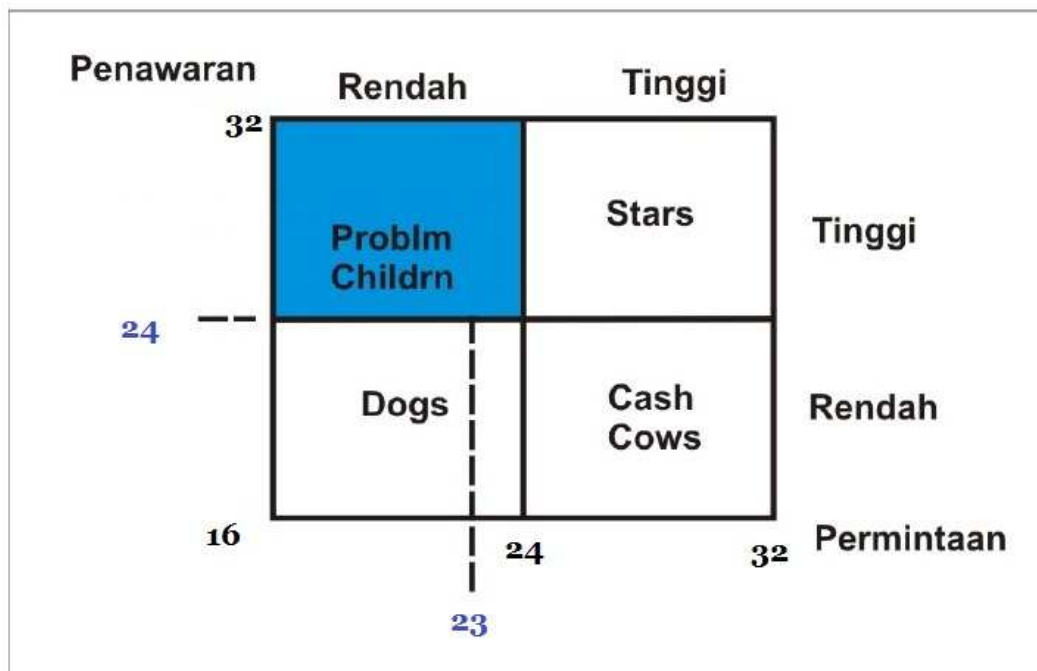 Penawaran
Rendah
Tinggi
32
Problm
Childrn
Stars
Tinggi
24
Dogs
Cash
Cows
Rendah
16
24
32
Permintaan
23